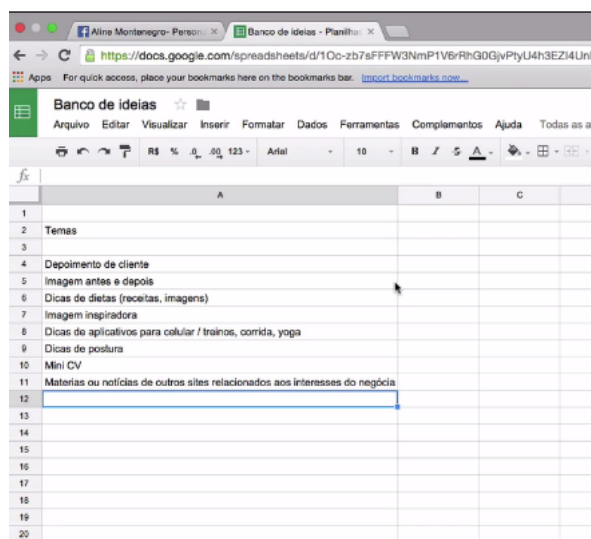 Aline Montenegro- Person
Banco de ideias - Planilha
https://docs.google.com/spreadsheets/d/1Oc-zb7sFFFW3NmP1V6rRhG0GjvPtyU4h3EZI4Unl
Apps For quick access, place your bookmarks here on the bookmarks bar. Import bookmarks now...
Banco de ideias
Arquivo Editar Visualizar Inserir Formatar Dados Ferramentas Complementos Ajuda Todas as a
R$ % .0 .00 123 Arial 10 B I S A
fx
A B C
1
2 Temas
3
4 Depoimento de cliente
5 Imagem antes e depois
6 Dicas de dietas (receitas, imagens)
7 Imagem inspiradora
8 Dicas de aplicativos para celular / treinos, corrida, yoga
9 Dicas de postura
10 Mini CV
11 Materias ou notícias de outros sites relacionados aos interesses do negócia
12
13
14
15
16
17
18
19
20